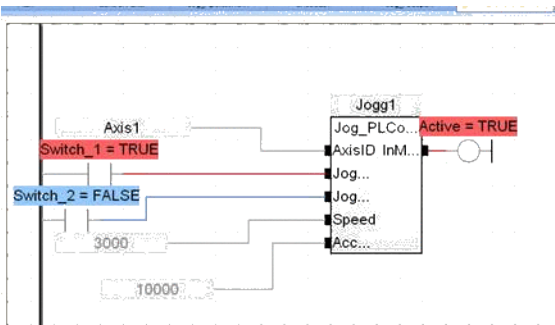 Jogg1
Axis1
Jog_PLCo...
Active = TRUE
Switch_1 = TRUE
AxisID InM...
Jog...
Switch_2 = FALSE
Jog...
Speed
3000
Acc...
10000